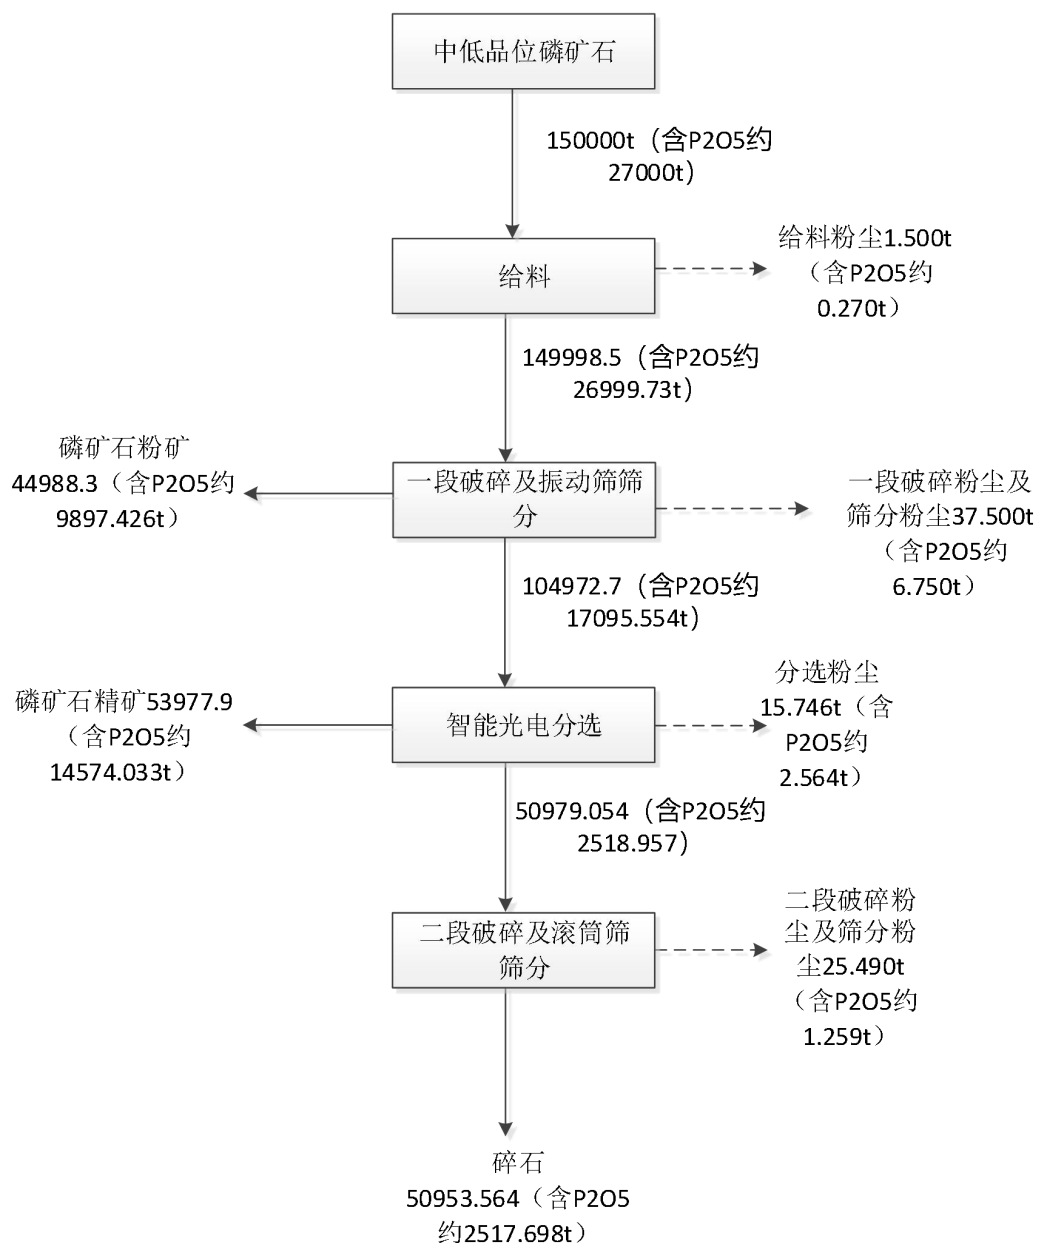 中低品位磷矿石
150000t（含P2O5约
27000t）
给料
给料粉尘1.500t
（含P2O5约
0.270t）
149998.5（含P2O5约
26999.73t）
磷矿石粉矿
44988.3（含P2O5约
9897.426t）
一段破碎及振动筛筛
分
一段破碎粉尘及
筛分粉尘37.500t
（含P2O5约
6.750t）
104972.7（含P2O5约
17095.554t）
磷矿石精矿53977.9
（含P2O5约
14574.033t）
智能光电分选
分选粉尘
15.746t（含
P2O5约
2.564t）
50979.054（含P2O5约
2518.957）
二段破碎及滚筒筛
筛分
二段破碎粉
尘及筛分粉
尘25.490t
（含P2O5约
1.259t）
碎石
50953.564（含P2O5
约2517.698t）